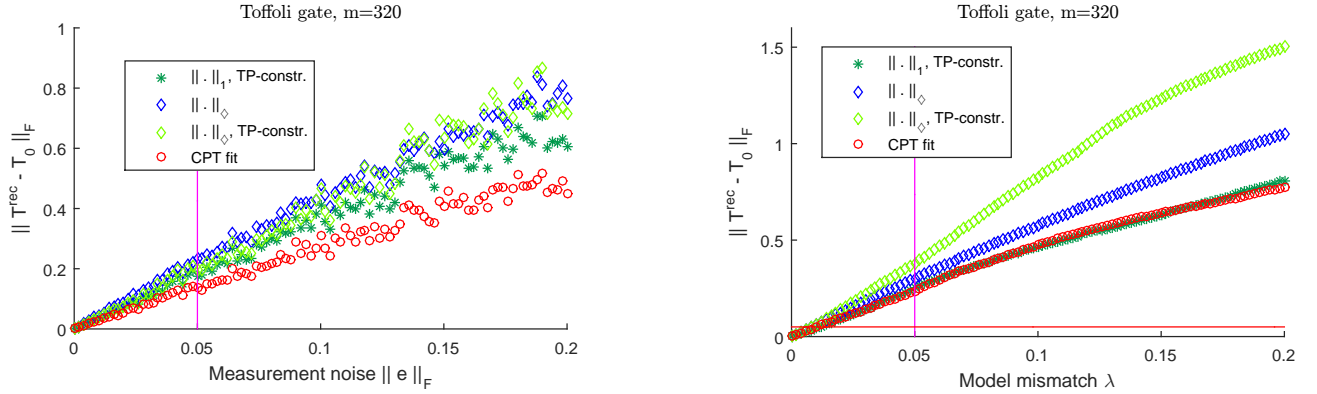 Toffoli gate, m=320
1
0.8
0.6
0.4
0.2
0
|| T^rec - T_0 ||_F
|| . ||_1, TP-constr.
|| . ||_◇
|| . ||_◇, TP-constr.
CPT fit
0
0.05
0.1
0.15
0.2
Measurement noise || e ||_F
Toffoli gate, m=320
1.5
1
0.5
0
|| T^rec - T_0 ||_F
|| . ||_1, TP-constr.
|| . ||_◇
|| . ||_◇, TP-constr.
CPT fit
0
0.05
0.1
0.15
0.2
Model mismatch λ